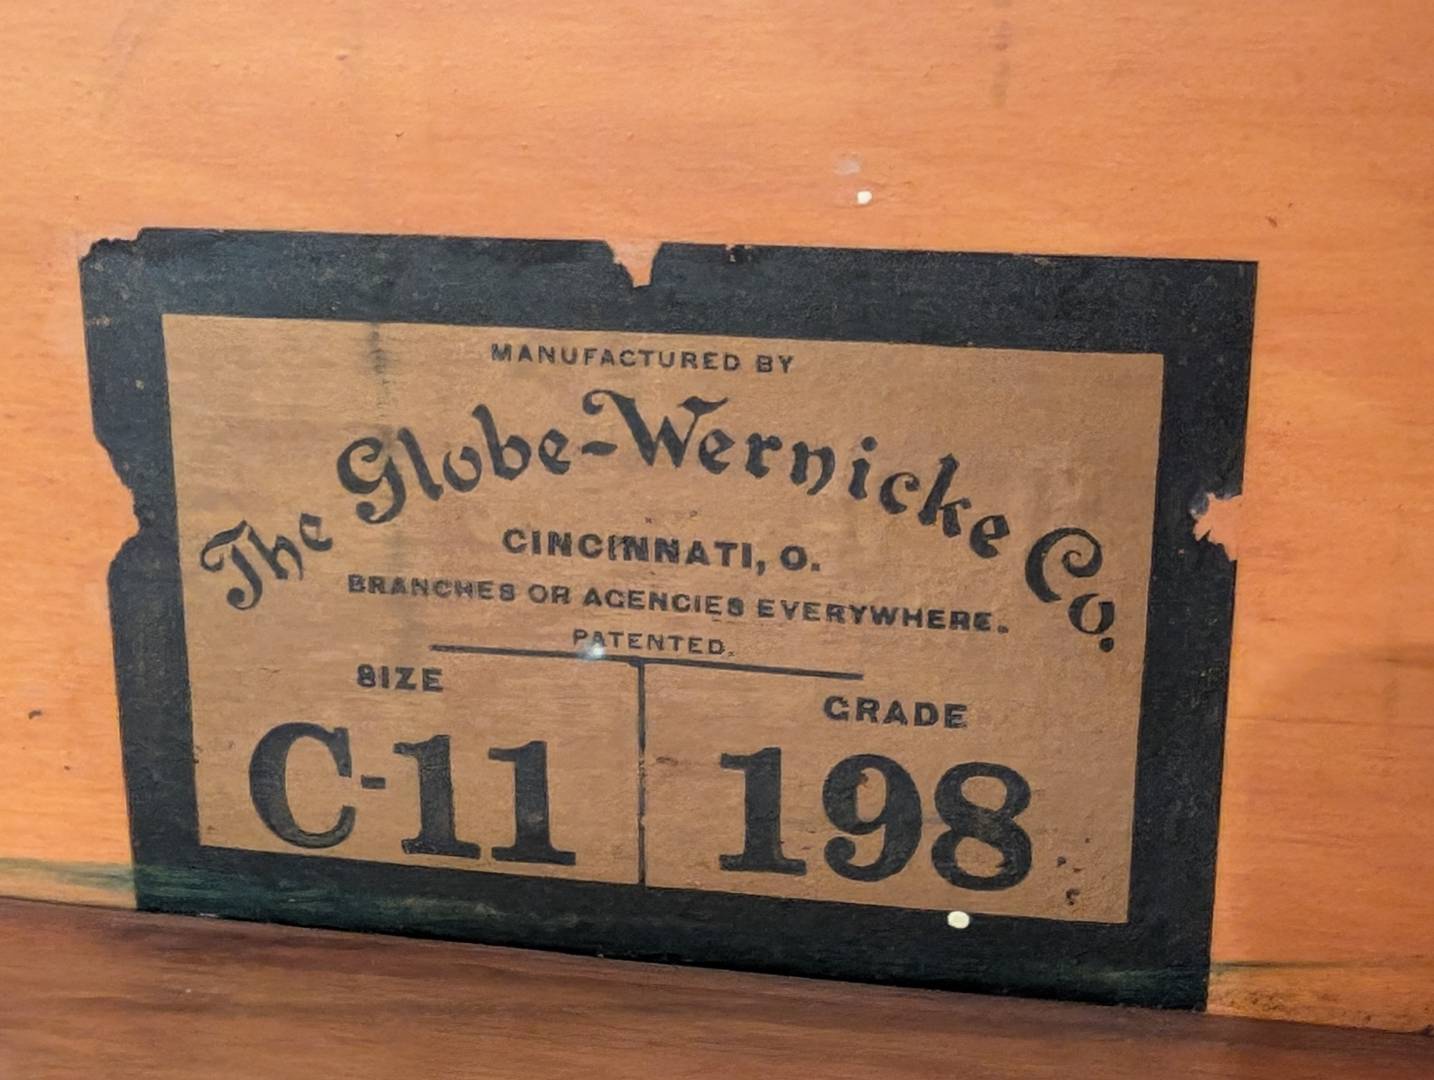 MANUFACTURED BY
The Globe-Wernicke Co.
CINCINNATI, O.
BRANCHES OR AGENCIES EVERYWHERE.
PATENTED.
SIZE
C-11
GRADE
198